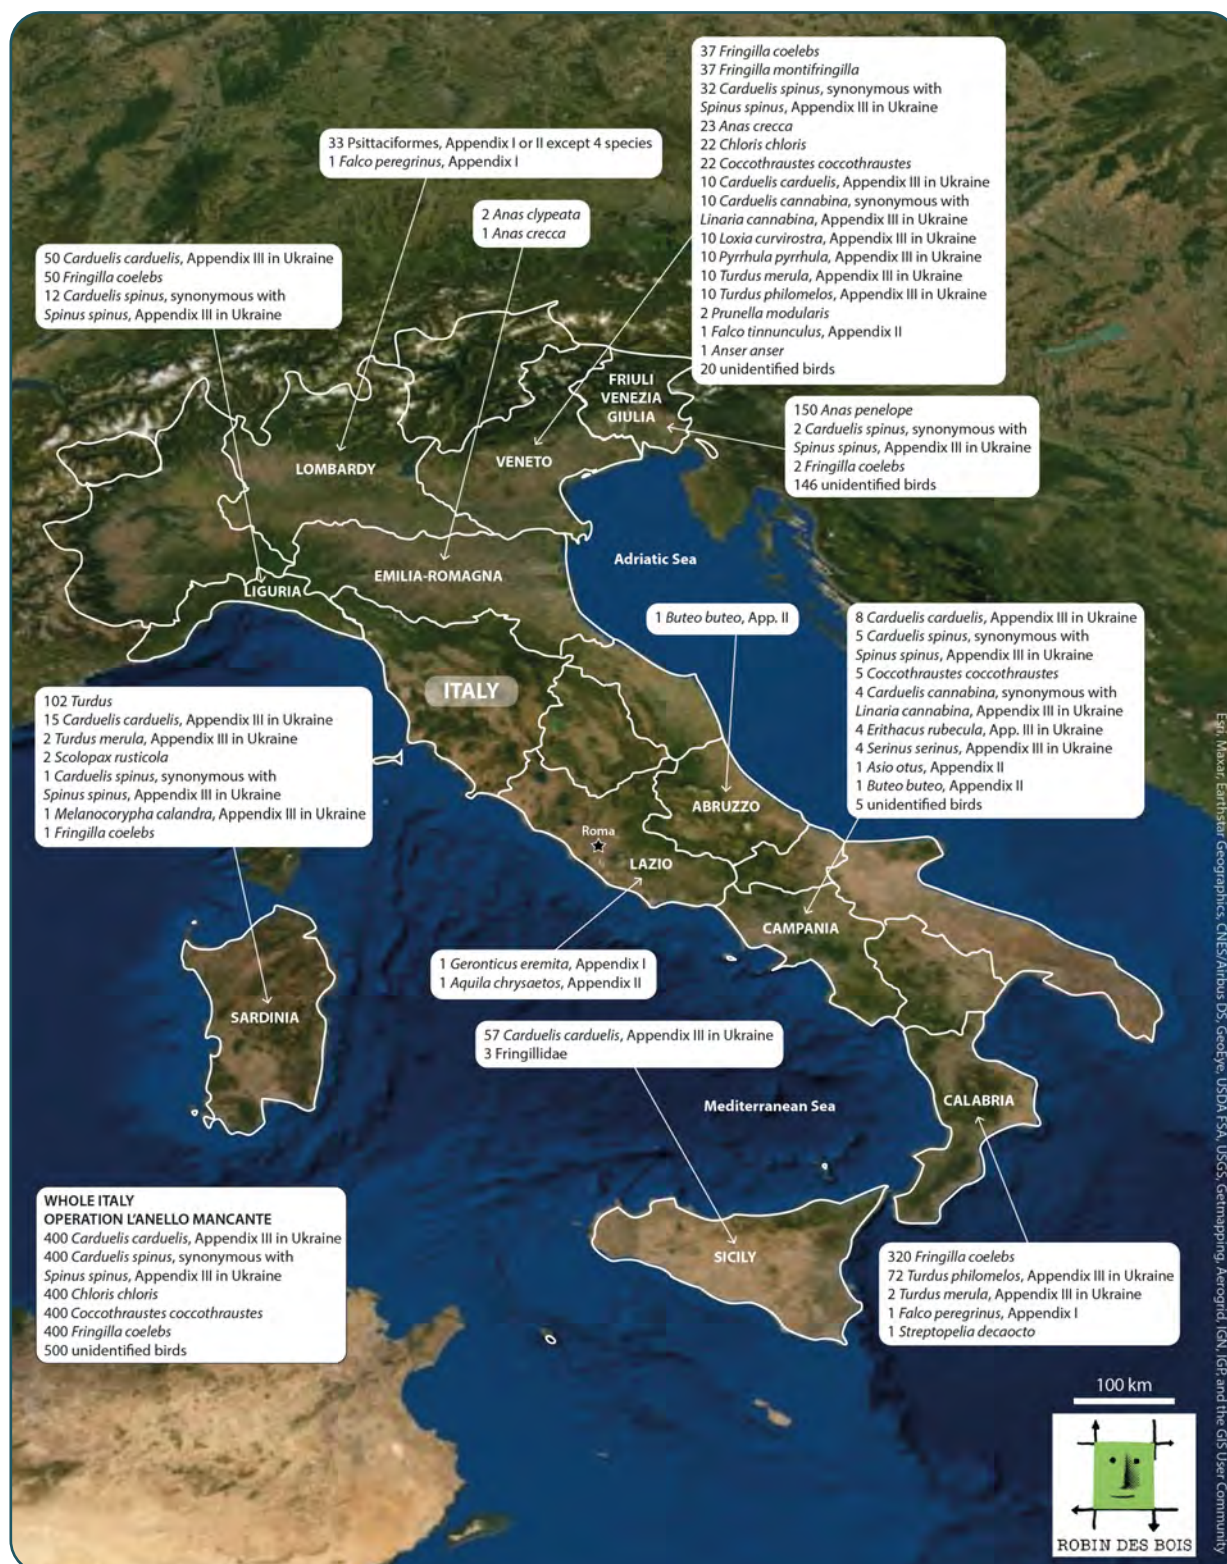 37 Fringilla coelebs
37 Fringilla montifringilla
32 Carduelis spinus, synonymous with
Spinus spinus, Appendix III in Ukraine
23 Anas crecca
22 Chloris chloris
22 Coccothraustes coccothraustes
10 Carduelis carduelis, Appendix III in Ukraine
10 Carduelis cannabina, synonymous with
Linaria cannabina, Appendix III in Ukraine
10 Loxia curvirostra, Appendix III in Ukraine
10 Pyrrhula pyrrhula, Appendix III in Ukraine
10 Turdus merula, Appendix III in Ukraine
10 Turdus philomelos, Appendix III in Ukraine
2 Prunella modularis
1 Falco tinnunculus, Appendix II
1 Anser anser
20 unidentified birds
33 Psittaciformes, Appendix I or II except 4 species
1 Falco peregrinus, Appendix I
2 Anas clypeata
1 Anas crecca
50 Carduelis carduelis, Appendix III in Ukraine
50 Fringilla coelebs
12 Carduelis spinus, synonymous with
Spinus spinus, Appendix III in Ukraine
FRIULI
VENEZIA
GIULIA
150 Anas penelope
2 Carduelis spinus, synonymous with
Spinus spinus, Appendix III in Ukraine
2 Fringilla coelebs
146 unidentified birds
LOMBARDY
VENETO
Adriatic Sea
EMILIA-ROMAGNA
LIGURIA
1 Buteo buteo, App. II
8 Carduelis carduelis, Appendix III in Ukraine
5 Carduelis spinus, synonymous with
Spinus spinus, Appendix III in Ukraine
5 Coccothraustes coccothraustes
4 Carduelis cannabina, synonymous with
Linaria cannabina, Appendix III in Ukraine
4 Erithacus rubecula, App. III in Ukraine
4 Serinus serinus, Appendix III in Ukraine
1 Asio otus, Appendix II
1 Buteo buteo, Appendix II
5 unidentified birds
ITALY
102 Turdus
15 Carduelis carduelis, Appendix III in Ukraine
2 Turdus merula, Appendix III in Ukraine
2 Scolopax rusticola
1 Carduelis spinus, synonymous with
Spinus spinus, Appendix III in Ukraine
1 Melanocorypha calandra, Appendix III in Ukraine
1 Fringilla coelebs
ABRUZZO
Roma
LAZIO
CAMPANIA
1 Geronticus eremita, Appendix I
1 Aquila chrysaetos, Appendix II
SARDINIA
57 Carduelis carduelis, Appendix III in Ukraine
3 Fringillidae
Mediterranean Sea
CALABRIA
WHOLE ITALY
OPERATION L'ANELLO MANCANTE
400 Carduelis carduelis, Appendix III in Ukraine
400 Carduelis spinus, synonymous with
Spinus spinus, Appendix III in Ukraine
400 Chloris chloris
400 Coccothraustes coccothraustes
400 Fringilla coelebs
500 unidentified birds
SICILY
320 Fringilla coelebs
72 Turdus philomelos, Appendix III in Ukraine
2 Turdus merula, Appendix III in Ukraine
1 Falco peregrinus, Appendix I
1 Streptopelia decaocto
100 km
ROBIN DES BOIS
Esri, Maxar, Earthstar Geographics, CNES/Airbus DS, GeoEye, USDA FSA, USGS, Getmapping, Aerogrid, IGN, IGP, and the GIS User Community